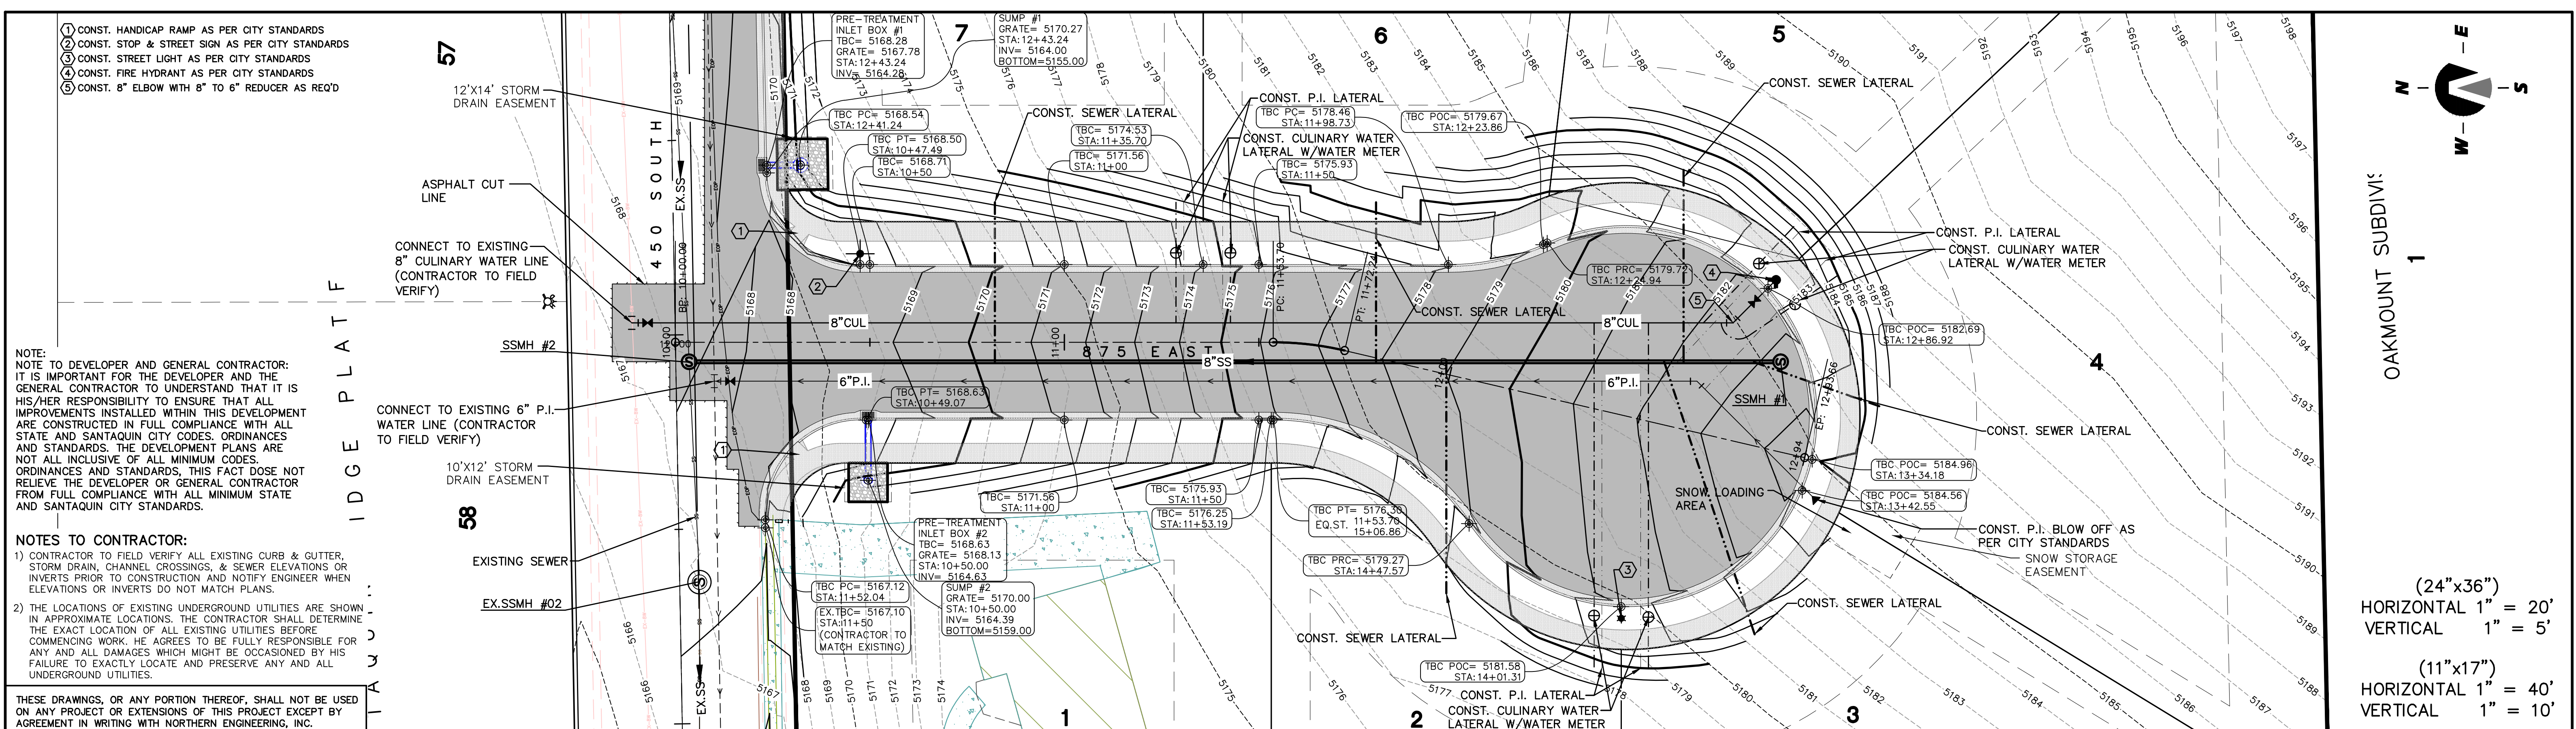 1 CONST. HANDICAP RAMP AS PER CITY STANDARDS
2 CONST. STOP & STREET SIGN AS PER CITY STANDARDS
3 CONST. STREET LIGHT AS PER CITY STANDARDS
4 CONST. FIRE HYDRANT AS PER CITY STANDARDS
5 CONST. 8" ELBOW WITH 8" TO 6" REDUCER AS REQ'D
NOTE:
NOTE TO DEVELOPER AND GENERAL CONTRACTOR:
IT IS IMPORTANT FOR THE DEVELOPER AND THE
GENERAL CONTRACTOR TO UNDERSTAND THAT IT IS
HIS/HER RESPONSIBILITY TO ENSURE THAT ALL
IMPROVEMENTS INSTALLED WITHIN THIS DEVELOPMENT
ARE CONSTRUCTED IN FULL COMPLIANCE WITH ALL
STATE AND SANTAQUIN CITY CODES. ORDINANCES
AND STANDARDS. THE DEVELOPMENT PLANS ARE
NOT ALL INCLUSIVE OF ALL MINIMUM CODES.
ORDINANCES AND STANDARDS, THIS FACT DOSE NOT
RELIEVE THE DEVELOPER OR GENERAL CONTRACTOR
FROM FULL COMPLIANCE WITH ALL MINIMUM STATE
AND SANTAQUIN CITY STANDARDS.
NOTES TO CONTRACTOR:
1) CONTRACTOR TO FIELD VERIFY ALL EXISTING CURB & GUTTER,
STORM DRAIN, CHANNEL CROSSINGS, & SEWER ELEVATIONS OR
INVERTS PRIOR TO CONSTRUCTION AND NOTIFY ENGINEER WHEN
ELEVATIONS OR INVERTS DO NOT MATCH PLANS.
2) THE LOCATIONS OF EXISTING UNDERGROUND UTILITIES ARE SHOWN
IN APPROXIMATE LOCATIONS. THE CONTRACTOR SHALL DETERMINE
THE EXACT LOCATION OF ALL EXISTING UTILITIES BEFORE
COMMENCING WORK. HE AGREES TO BE FULLY RESPONSIBLE FOR
ANY AND ALL DAMAGES WHICH MIGHT BE OCCASIONED BY HIS
FAILURE TO EXACTLY LOCATE AND PRESERVE ANY AND ALL
UNDERGROUND UTILITIES.
THESE DRAWINGS, OR ANY PORTION THEREOF, SHALL NOT BE USED
ON ANY PROJECT OR EXTENSIONS OF THIS PROJECT EXCEPT BY
AGREEMENT IN WRITING WITH NORTHERN ENGINEERING, INC.
57
58
IDGE PLAT F
12'X14' STORM
DRAIN EASEMENT
ASPHALT CUT
LINE
CONNECT TO EXISTING
8" CULINARY WATER LINE
(CONTRACTOR TO FIELD
VERIFY)
SSMH #2
CONNECT TO EXISTING 6" P.I.
WATER LINE (CONTRACTOR
TO FIELD VERIFY)
10'X12' STORM
DRAIN EASEMENT
EXISTING SEWER
EX.SSMH #02
450 SOUTH
EX.SS
BP: 10+00.00
EX.SS
PRE-TREATMENT
INLET BOX #1
TBC= 5168.28
GRATE= 5167.78
STA: 12+43.24
INV= 5164.28
SUMP #1
GRATE= 5170.27
STA: 12+43.24
INV= 5164.00
BOTTOM=5155.00
7
6
5
TBC PC= 5168.54
STA: 12+41.24
TBC PT= 5168.50
STA: 10+47.49
TBC= 5168.71
STA: 10+50
CONST. SEWER LATERAL
TBC= 5174.53
STA: 11+35.70
TBC= 5171.56
STA: 11+00
CONST. P.I. LATERAL
CONST. CULINARY WATER
LATERAL W/WATER METER
TBC= 5175.93
STA: 11+50
TBC PC= 5178.46
STA: 11+98.73
TBC POC= 5179.67
STA: 12+23.86
CONST. SEWER LATERAL
CONST. P.I. LATERAL
CONST. CULINARY WATER
LATERAL W/WATER METER
TBC PRC= 5179.72
STA: 12+24.94
TBC POC= 5182.69
STA: 12+86.92
CONST. SEWER LATERAL
PC: 11+53.70
PT: 11+72.24
8"CUL
8"CUL
875 EAST
8"SS
6"P.I.
6"P.I.
11+00
SSMH #1
EP: 12+93.66
12+94
4
CONST. SEWER LATERAL
TBC PT= 5168.63
STA: 10+49.07
TBC POC= 5184.96
STA: 13+34.18
TBC POC= 5184.56
STA: 13+42.55
SNOW LOADING
AREA
CONST. P.I. BLOW OFF AS
PER CITY STANDARDS
SNOW STORAGE
EASEMENT
TBC= 5171.56
STA: 11+00
TBC= 5175.93
STA: 11+50
TBC= 5176.25
STA: 11+53.19
TBC PT= 5176.30
EQ.ST. 11+53.70
15+06.86
TBC PRC= 5179.27
STA: 14+47.57
PRE-TREATMENT
INLET BOX #2
TBC= 5168.63
GRATE= 5168.13
STA: 10+50.00
INV= 5164.63
SUMP #2
GRATE= 5170.00
STA: 10+50.00
INV= 5164.39
BOTTOM=5159.00
TBC PC= 5167.12
STA: 11+52.04
EX.TBC= 5167.10
STA: 11+50
(CONTRACTOR TO
MATCH EXISTING)
CONST. SEWER LATERAL
CONST. SEWER LATERAL
TBC POC= 5181.58
STA: 14+01.31
CONST. P.I. LATERAL
CONST. CULINARY WATER
LATERAL W/WATER METER
1
2
3
N E S W
OAKMOUNT SUBDIVIS
1
(24"x36")
HORIZONTAL 1" = 20'
VERTICAL 1" = 5'
(11"x17")
HORIZONTAL 1" = 40'
VERTICAL 1" = 10'